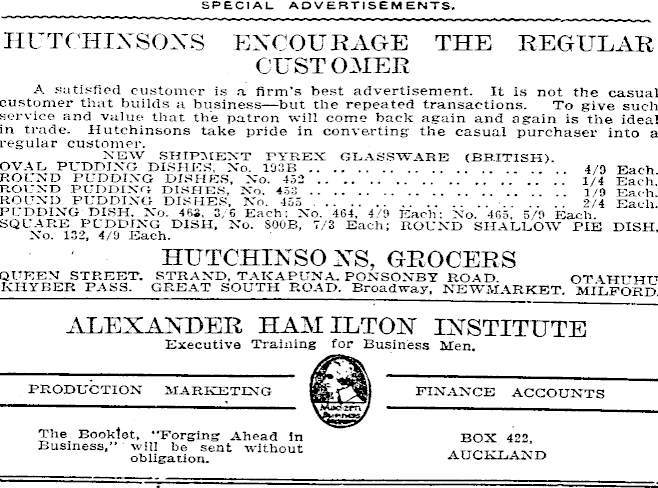 SPECIAL ADVERTISEMENTS.
HUTCHINSONS ENCOURAGE THE REGULAR
CUSTOMER
A satisfied customer is a firm's best advertisement. It is not the casual
customer that builds a business—but the repeated transactions. To give such
service and value that the patron will come back again and again is the ideal
in trade. Hutchinsons take pride in converting the casual purchaser into a
regular customer.
NEW SHIPMENT PYREX GLASSWARE (BRITISH).
OVAL PUDDING DISHES, No. 193B .. .. .. .. .. .. .. .. .. .. 4/9 Each.
ROUND PUDDING DISHES, No. 452 .. .. .. .. .. .. .. .. .. .. 1/4 Each.
ROUND PUDDING DISHES, No. 453 .. .. .. .. .. .. .. .. .. .. 1/9 Each.
ROUND PUDDING DISHES, No. 455 .. .. .. .. .. .. .. .. .. .. 2/4 Each.
PUDDING DISH, No. 463, 3/6 Each; No. 464, 4/9 Each; No. 465, 5/9 Each.
SQUARE PUDDING DISH, No. 800B, 7/3 Each; ROUND SHALLOW PIE DISH,
No. 132, 4/9 Each.
HUTCHINSONS, GROCERS
QUEEN STREET. STRAND, TAKAPUNA. PONSONBY ROAD. OTAHUHU
KHYBER PASS. GREAT SOUTH ROAD. Broadway, NEWMARKET. MILFORD.
ALEXANDER HAMILTON INSTITUTE
Executive Training for Business Men.
PRODUCTION MARKETING
FINANCE ACCOUNTS
Modern
Business
The Booklet, "Forging Ahead in
Business," will be sent without
obligation.
BOX 422,
AUCKLAND